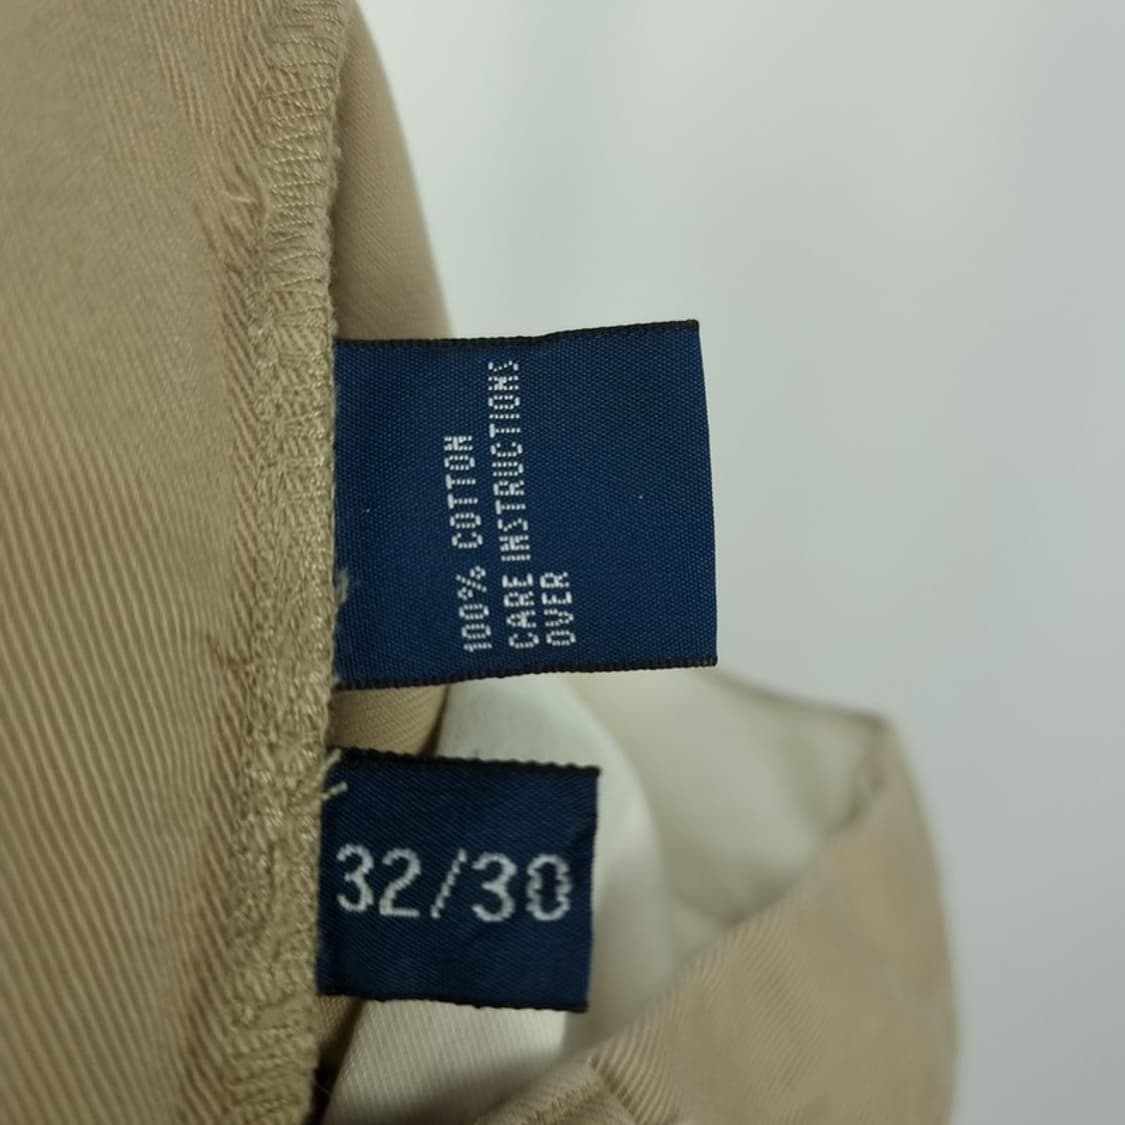 100% COTTON
CARE INSTRUCTIONS
OVER
32/30